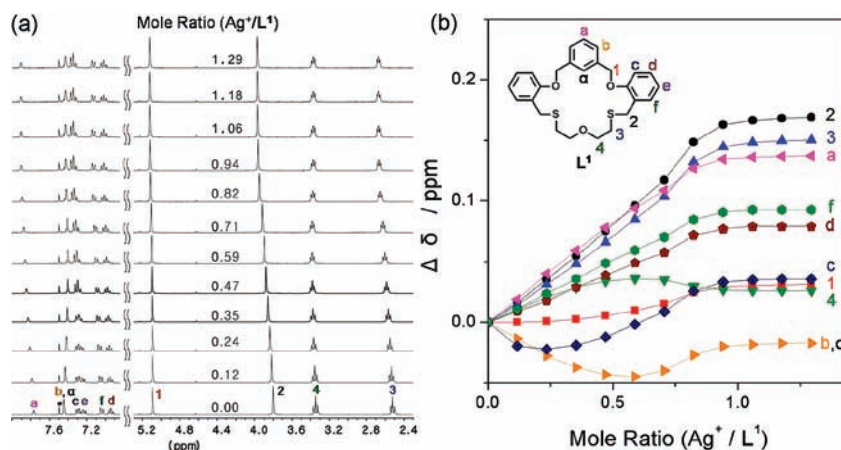 (a)
Mole Ratio (Ag⁺/L¹)
1.29
1.18
1.06
0.94
0.82
0.71
0.59
0.47
0.35
0.24
0.12
0.00
a
b,α
c
e
f
d
1
2
4
3
7.6 7.2 5.2 4.8 4.4 4.0 3.6 3.2 2.8 2.4
(ppm)
(b)
a
b
α
1
c
d
e
f
O
O
S
S
2
3
O
4
L¹
0.2
0.1
0.0
Δ δ / ppm
2
3
a
f
d
c
1
4
b,
0.0 0.5 1.0
Mole Ratio (Ag⁺ / L¹)